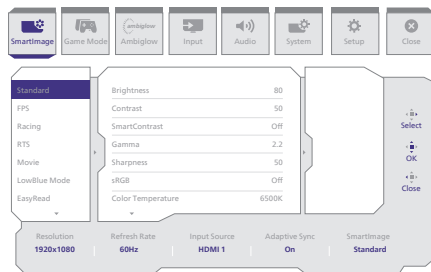 ambiglow
SmartImage Game Mode Ambiglow Input Audio System Setup Close
Standard Brightness 80
FPS Contrast 50
Racing SmartContrast Off
RTS Gamma 2.2
Movie Sharpness 50
LowBlue Mode sRGB Off
EasyRead Color Temperature 6500K
Select
OK
Close
Resolution Refresh Rate Input Source Adaptive Sync SmartImage
1920x1080 60Hz HDMI 1 On Standard